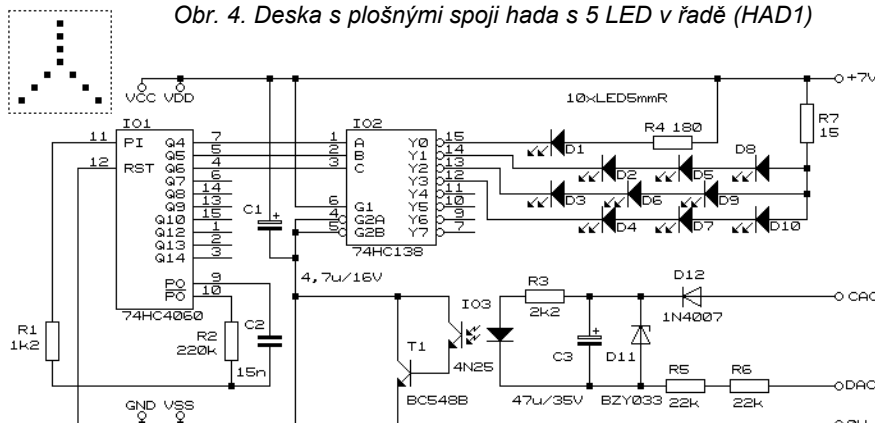 Obr. 4. Deska s plošnými spoji hada s 5 LED v řadě (HAD1)
VCC VDD
+7V
10xLED5mmR
IO1
IO2
R4 180
R7
15
11 PI Q4 7
1 A Y0 15
D1
D8
12 RST Q5 5
2 B Y1 14
D2 D5
Q6 4
3 C Y2 13
Q7 6
Y3 12
D3 D6 D9
Q8 14
Y4 11
Q9 13
6 G1 Y5 10
Q10 15
C1
4 G2A Y6 9
D4 D7 D10
Q12 1
5 G2B Y7 7
Q13 2
Q14 3
74HC138
4,7u/16V
PO 9
PO 10
74HC4060
R3
2k2
D12
1N4007
CAC
IO3
R1
1k2
R2
220k
C2
15n
T1
4N25
C3
D11
R5
22k
R6
22k
DAC
BC548B
47u/35V
BZY033
GND VSS